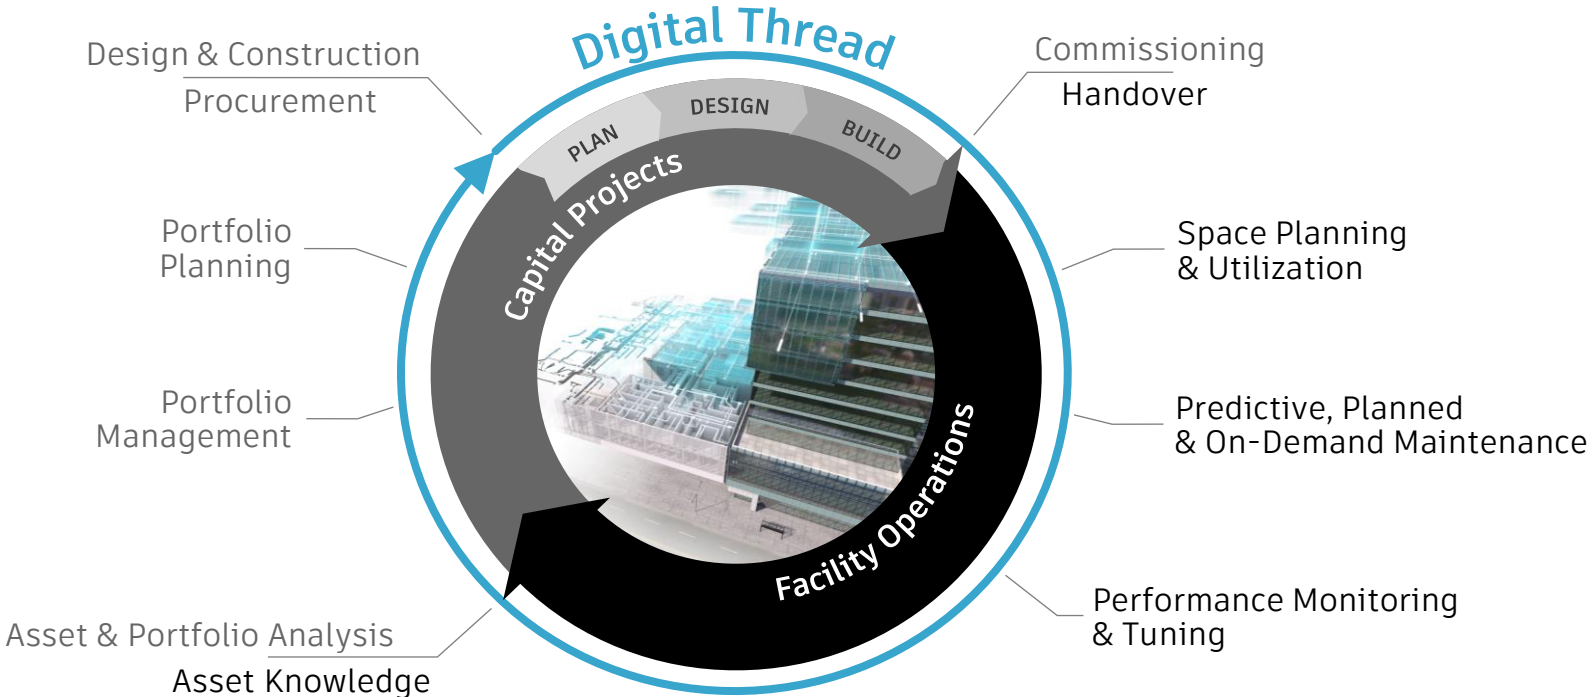 Digital Thread
Design & Construction
Procurement
Commissioning
Handover
PLAN
DESIGN
BUILD
Capital Projects
Portfolio
Planning
Space Planning
& Utilization
Portfolio
Management
Predictive, Planned
& On-Demand Maintenance
Facility Operations
Performance Monitoring
& Tuning
Asset & Portfolio Analysis
Asset Knowledge